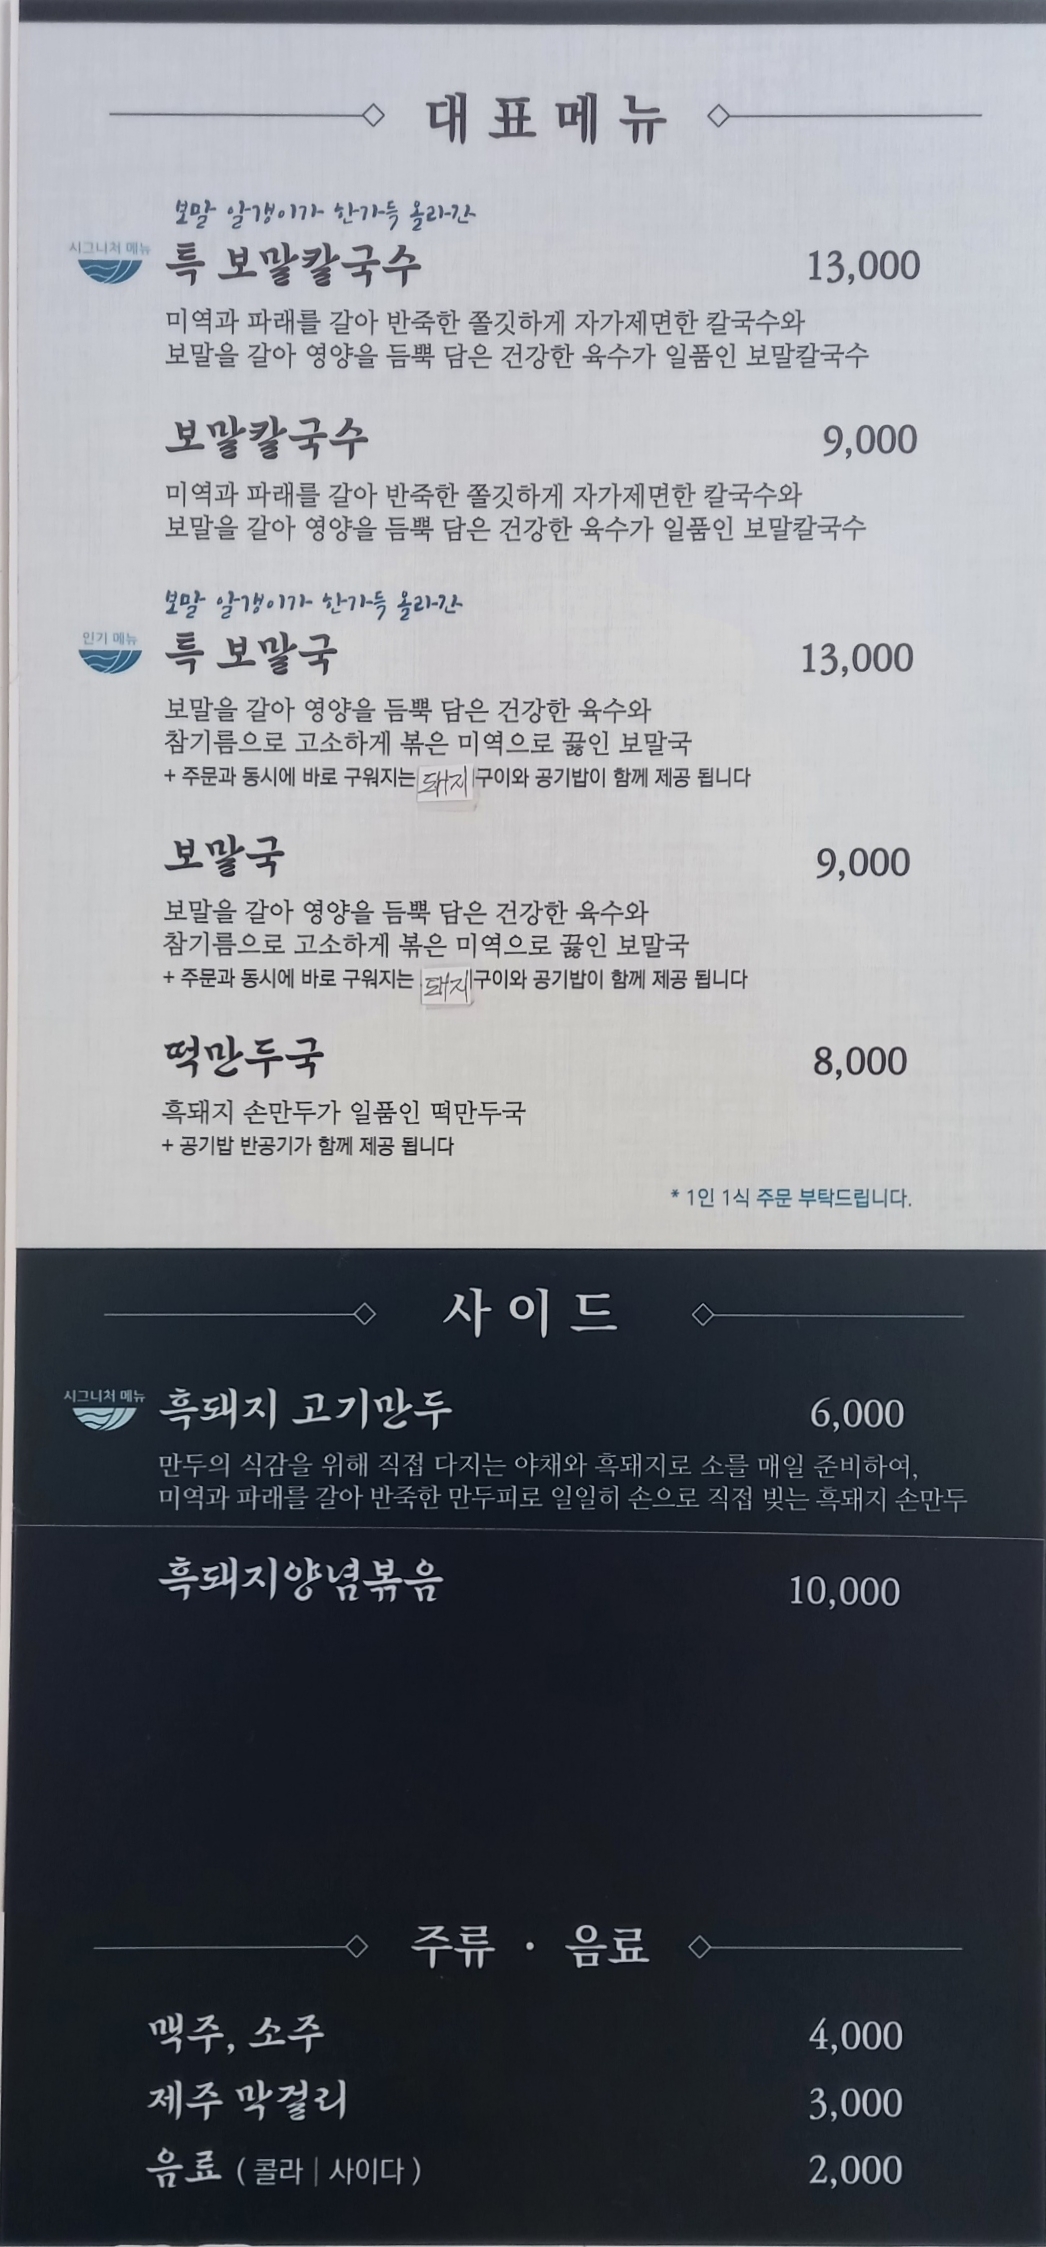 대표메뉴
보말 알갱이가 한가득 올라간
시그니처 메뉴
특 보말칼국수 13,000
미역과 파래를 갈아 반죽한 쫄깃하게 자가제면한 칼국수와
보말을 갈아 영양을 듬뿍 담은 건강한 육수가 일품인 보말칼국수
보말칼국수 9,000
미역과 파래를 갈아 반죽한 쫄깃하게 자가제면한 칼국수와
보말을 갈아 영양을 듬뿍 담은 건강한 육수가 일품인 보말칼국수
보말 알갱이가 한가득 올라간
인기 메뉴
특 보말국 13,000
보말을 갈아 영양을 듬뿍 담은 건강한 육수와
참기름으로 고소하게 볶은 미역으로 끓인 보말국
+ 주문과 동시에 바로 구워지는 돼지 구이와 공기밥이 함께 제공 됩니다
보말국 9,000
보말을 갈아 영양을 듬뿍 담은 건강한 육수와
참기름으로 고소하게 볶은 미역으로 끓인 보말국
+ 주문과 동시에 바로 구워지는 돼지 구이와 공기밥이 함께 제공 됩니다
떡만두국 8,000
흑돼지 손만두가 일품인 떡만두국
+ 공기밥 반공기가 함께 제공 됩니다
* 1인 1식 주문 부탁드립니다.
사이드
시그니처 메뉴
흑돼지 고기만두 6,000
만두의 식감을 위해 직접 다지는 야채와 흑돼지로 소를 매일 준비하여,
미역과 파래를 갈아 반죽한 만두피로 일일히 손으로 직접 빚는 흑돼지 손만두
흑돼지양념볶음 10,000
주류 · 음료
맥주, 소주 4,000
제주 막걸리 3,000
음료 ( 콜라 | 사이다 ) 2,000